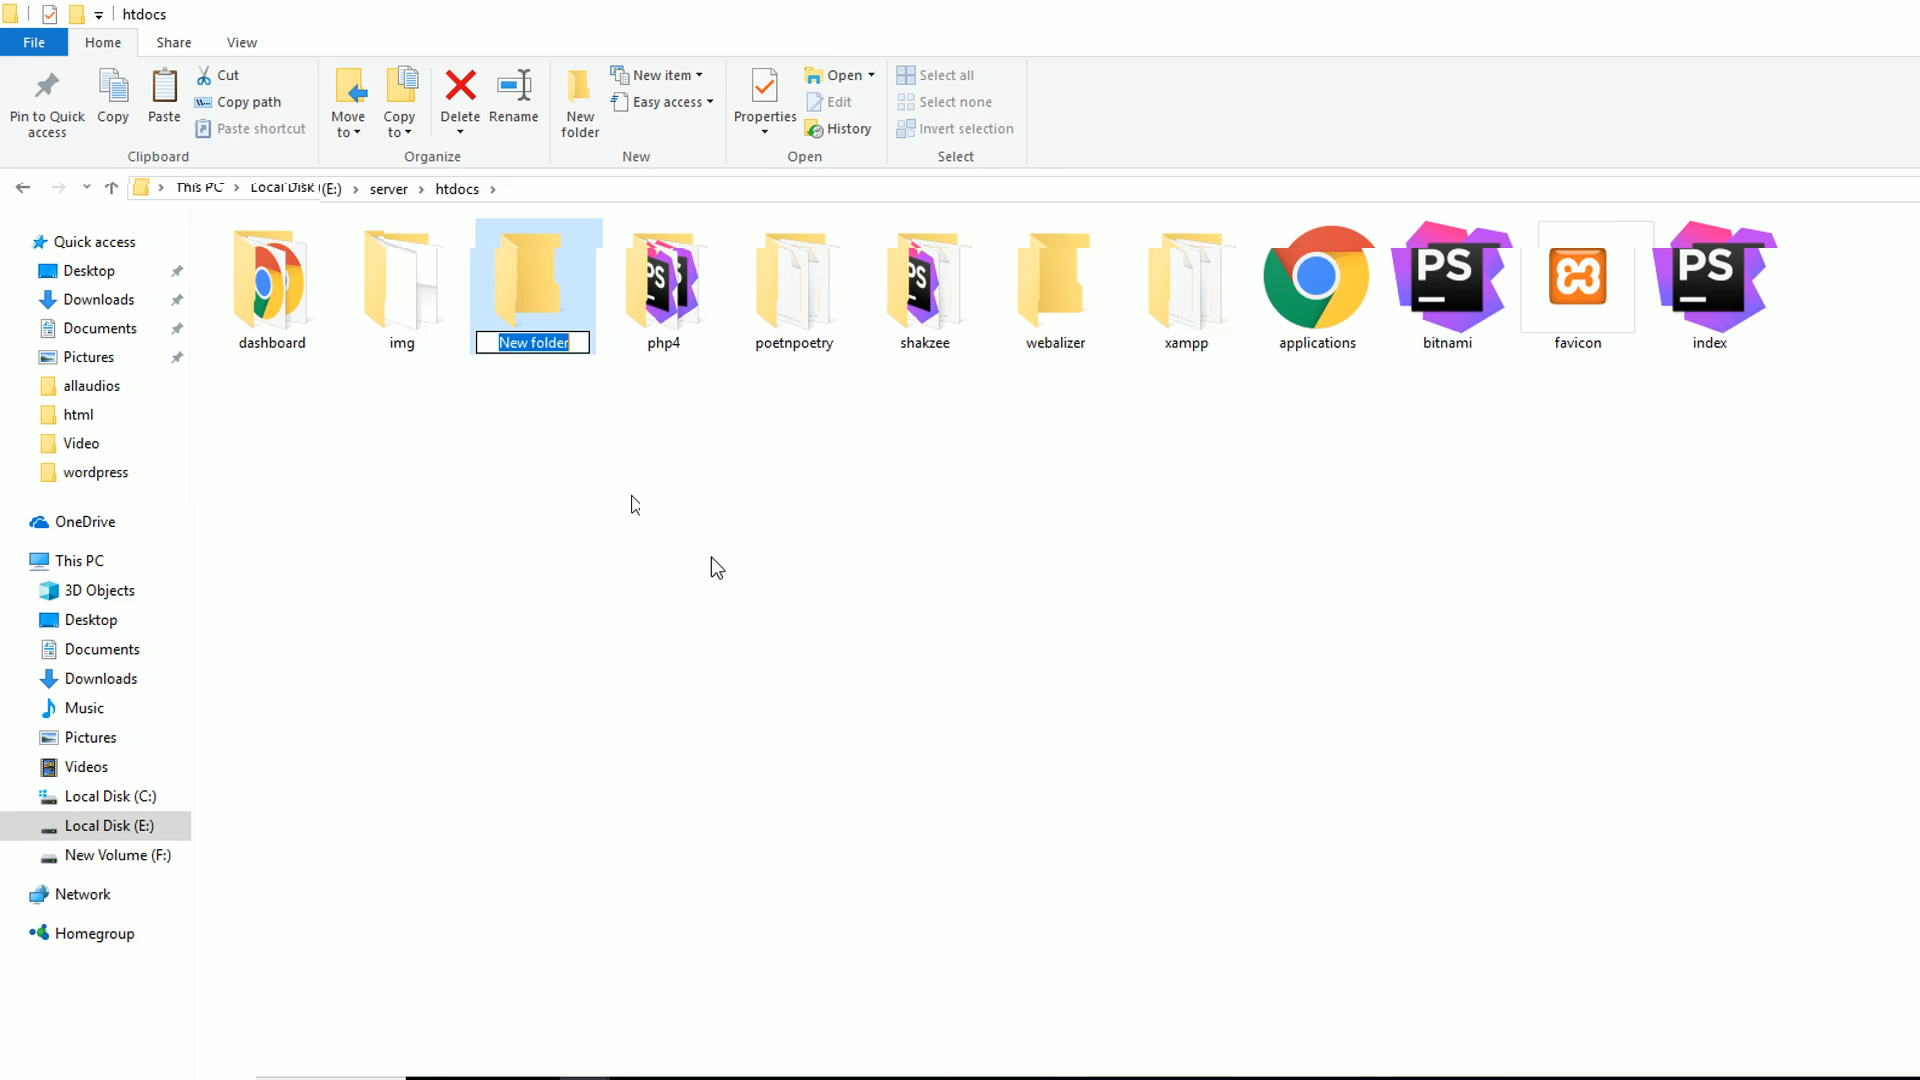 htdocs
File Home Share View
Pin to Quick access
Copy
Paste
Cut
Copy path
Paste shortcut
Clipboard
Move to
Copy to
Delete
Rename
Organize
New folder
New item
Easy access
New
Properties
Open
Edit
History
Open
Select all
Select none
Invert selection
Select
This PC Local Disk (E:) server htdocs
Quick access
Desktop
Downloads
Documents
Pictures
allaudios
html
Video
wordpress
OneDrive
This PC
3D Objects
Desktop
Documents
Downloads
Music
Pictures
Videos
Local Disk (C:)
Local Disk (E:)
New Volume (F:)
Network
Homegroup
PS PS
dashboard img New folder php4 poetnpoetry shakzee webalizer xampp applications bitnami favicon index